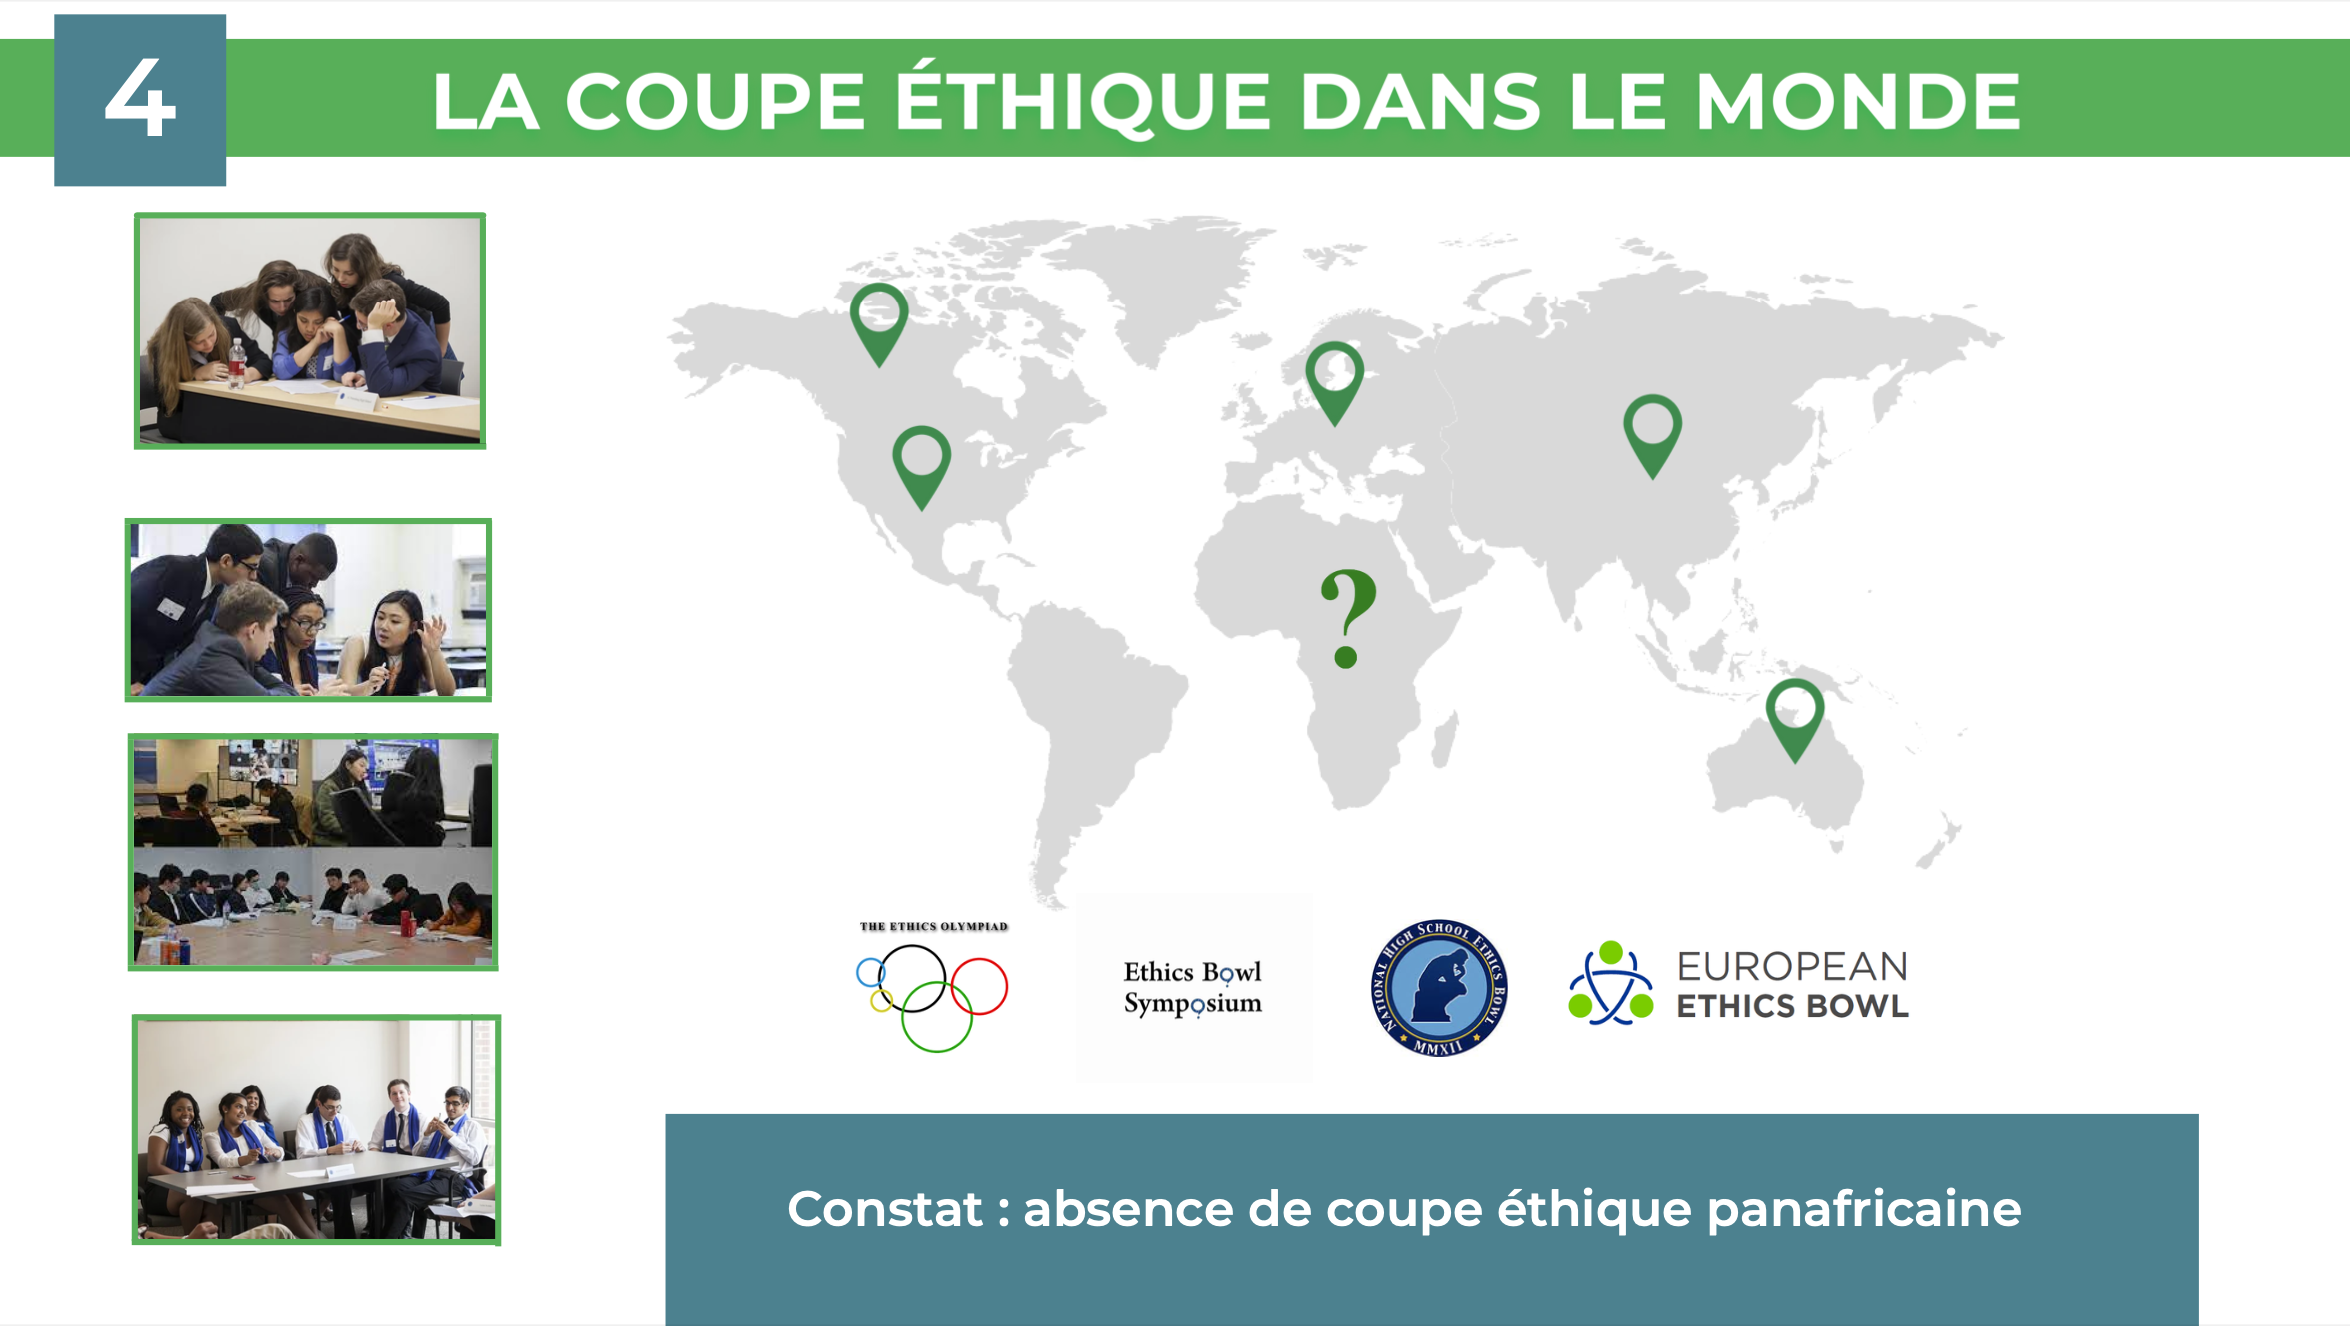 4
LA COUPE ÉTHIQUE DANS LE MONDE
?
THE ETHICS OLYMPIAD
Ethics Bowl
Symposium
NATIONAL HIGH SCHOOL ETHICS BOWL
MMXII
EUROPEAN
ETHICS BOWL
Constat : absence de coupe éthique panafricaine